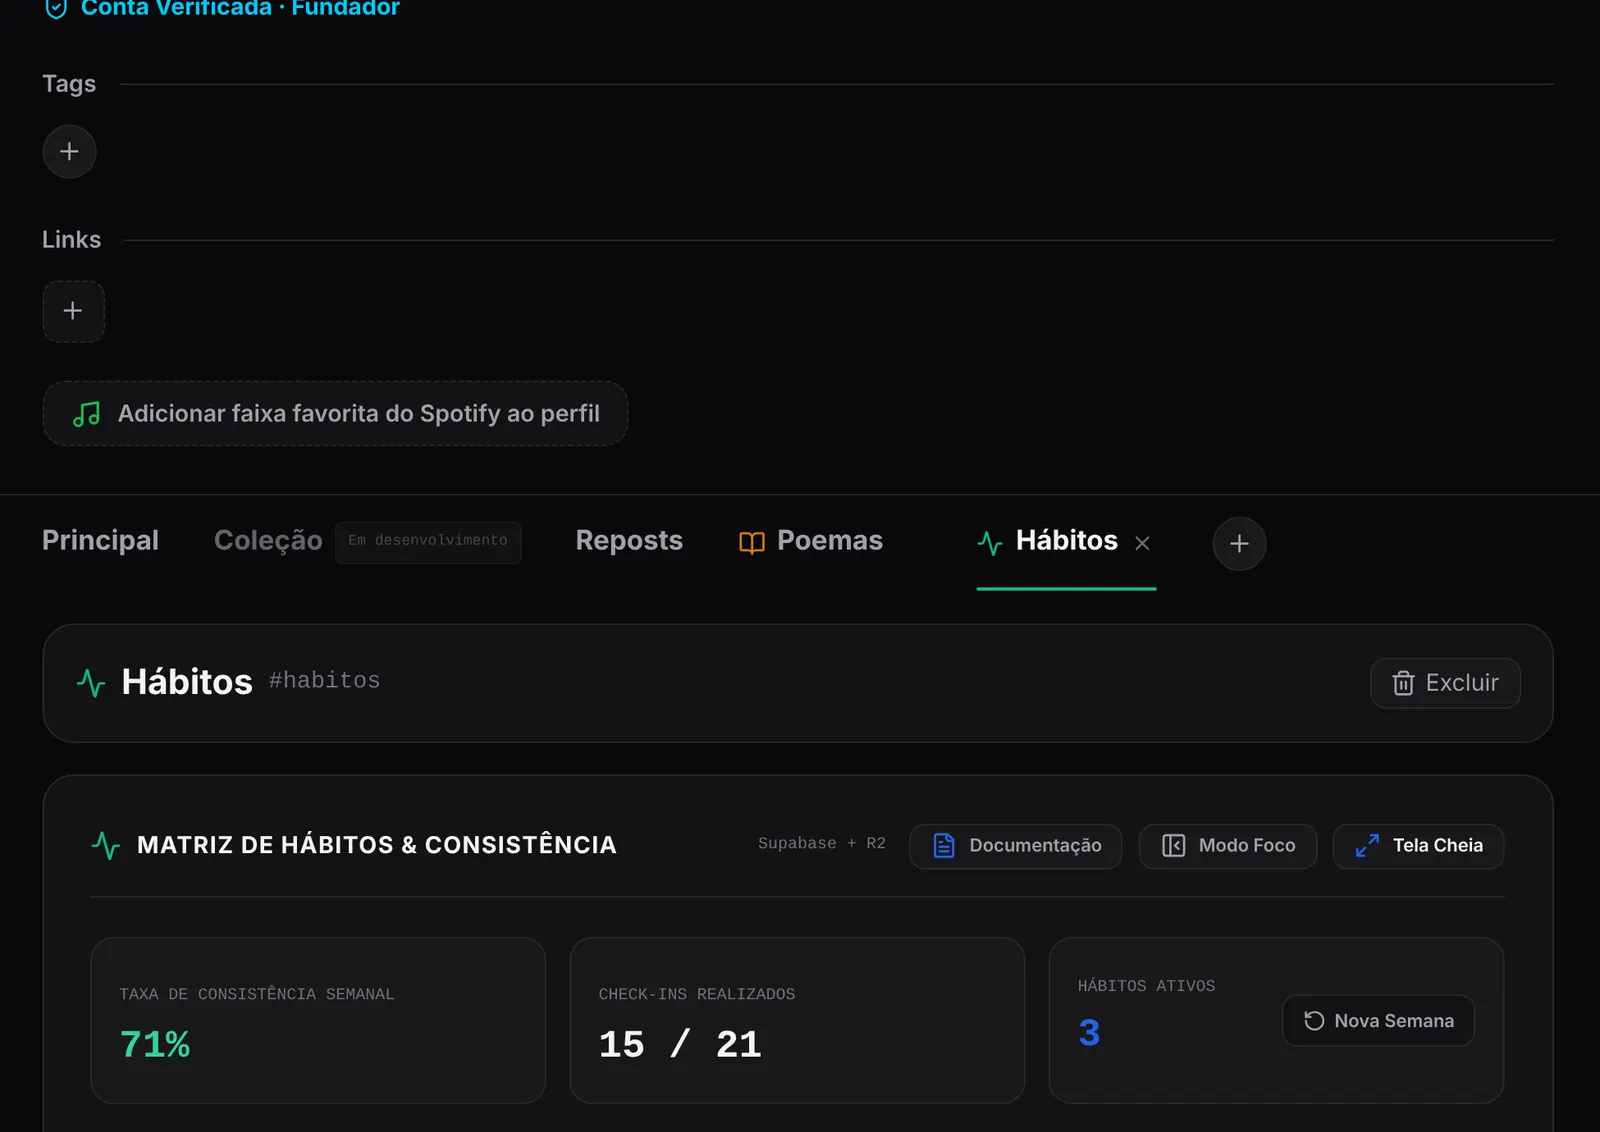 Conta Verificada · Fundador
Tags
Links
Adicionar faixa favorita do Spotify ao perfil
Principal
Coleção
Em desenvolvimento
Reposts
Poemas
Hábitos
Hábitos #habitos
Excluir
MATRIZ DE HÁBITOS & CONSISTÊNCIA
Supabase + R2
Documentação
Modo Foco
Tela Cheia
TAXA DE CONSISTÊNCIA SEMANAL
71%
CHECK-INS REALIZADOS
15 / 21
HÁBITOS ATIVOS
3
Nova Semana